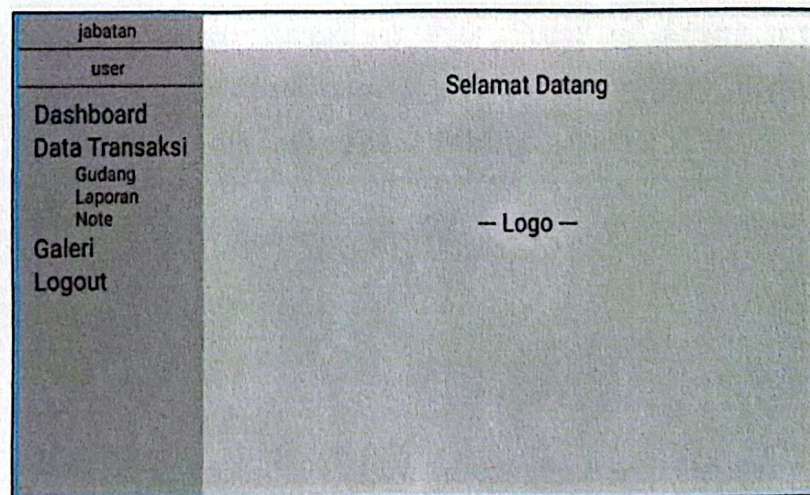 jabatan
user
Dashboard
Data Transaksi
Gudang
Laporan
Note
Galeri
Logout
Selamat Datang
— Logo —